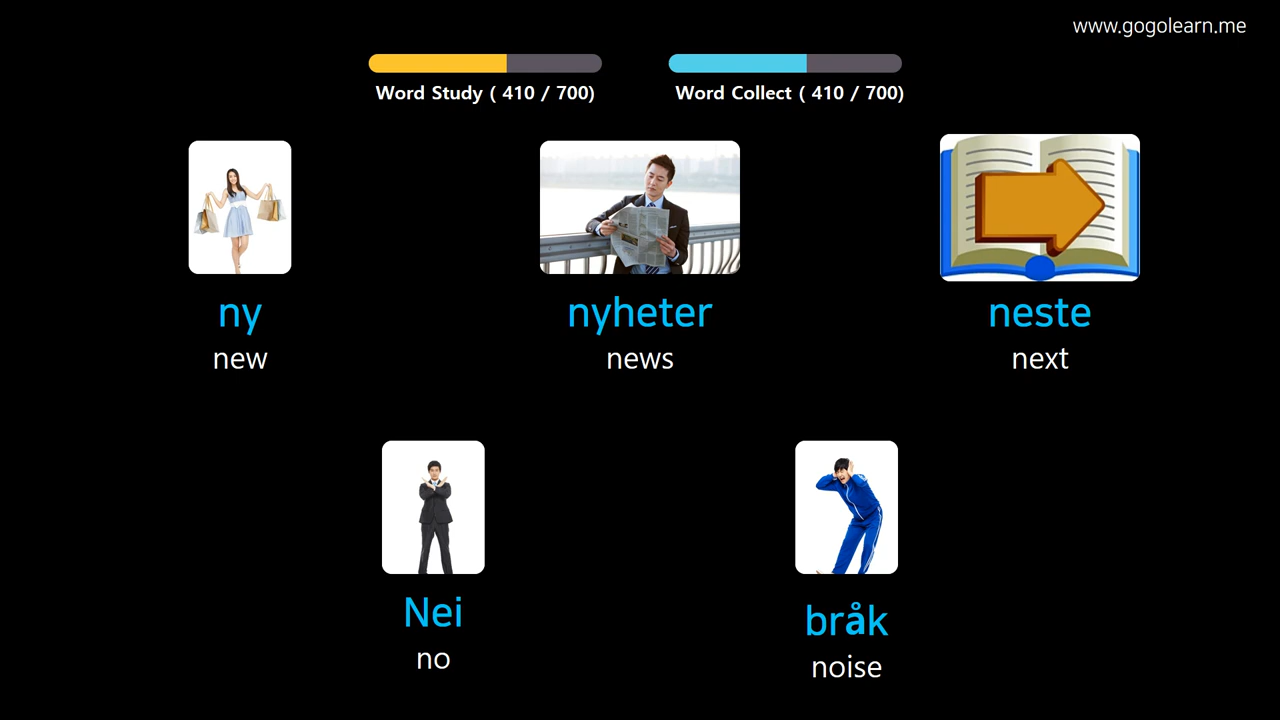 www.gogolearn.me
Word Study ( 410 / 700)
Word Collect ( 410 / 700)
ny
new
nyheter
news
neste
next
Nei
no
bråk
noise